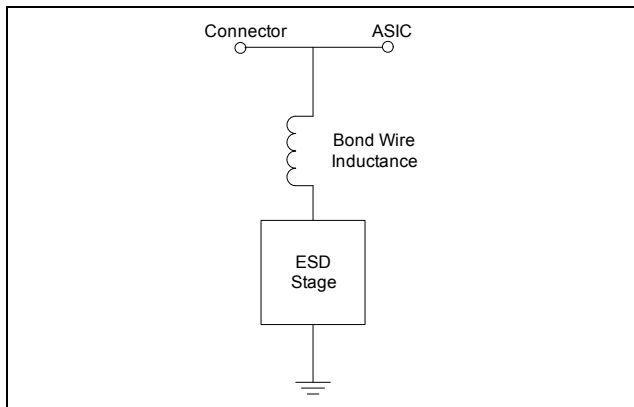 Connector ASIC
Bond Wire
Inductance
ESD
Stage